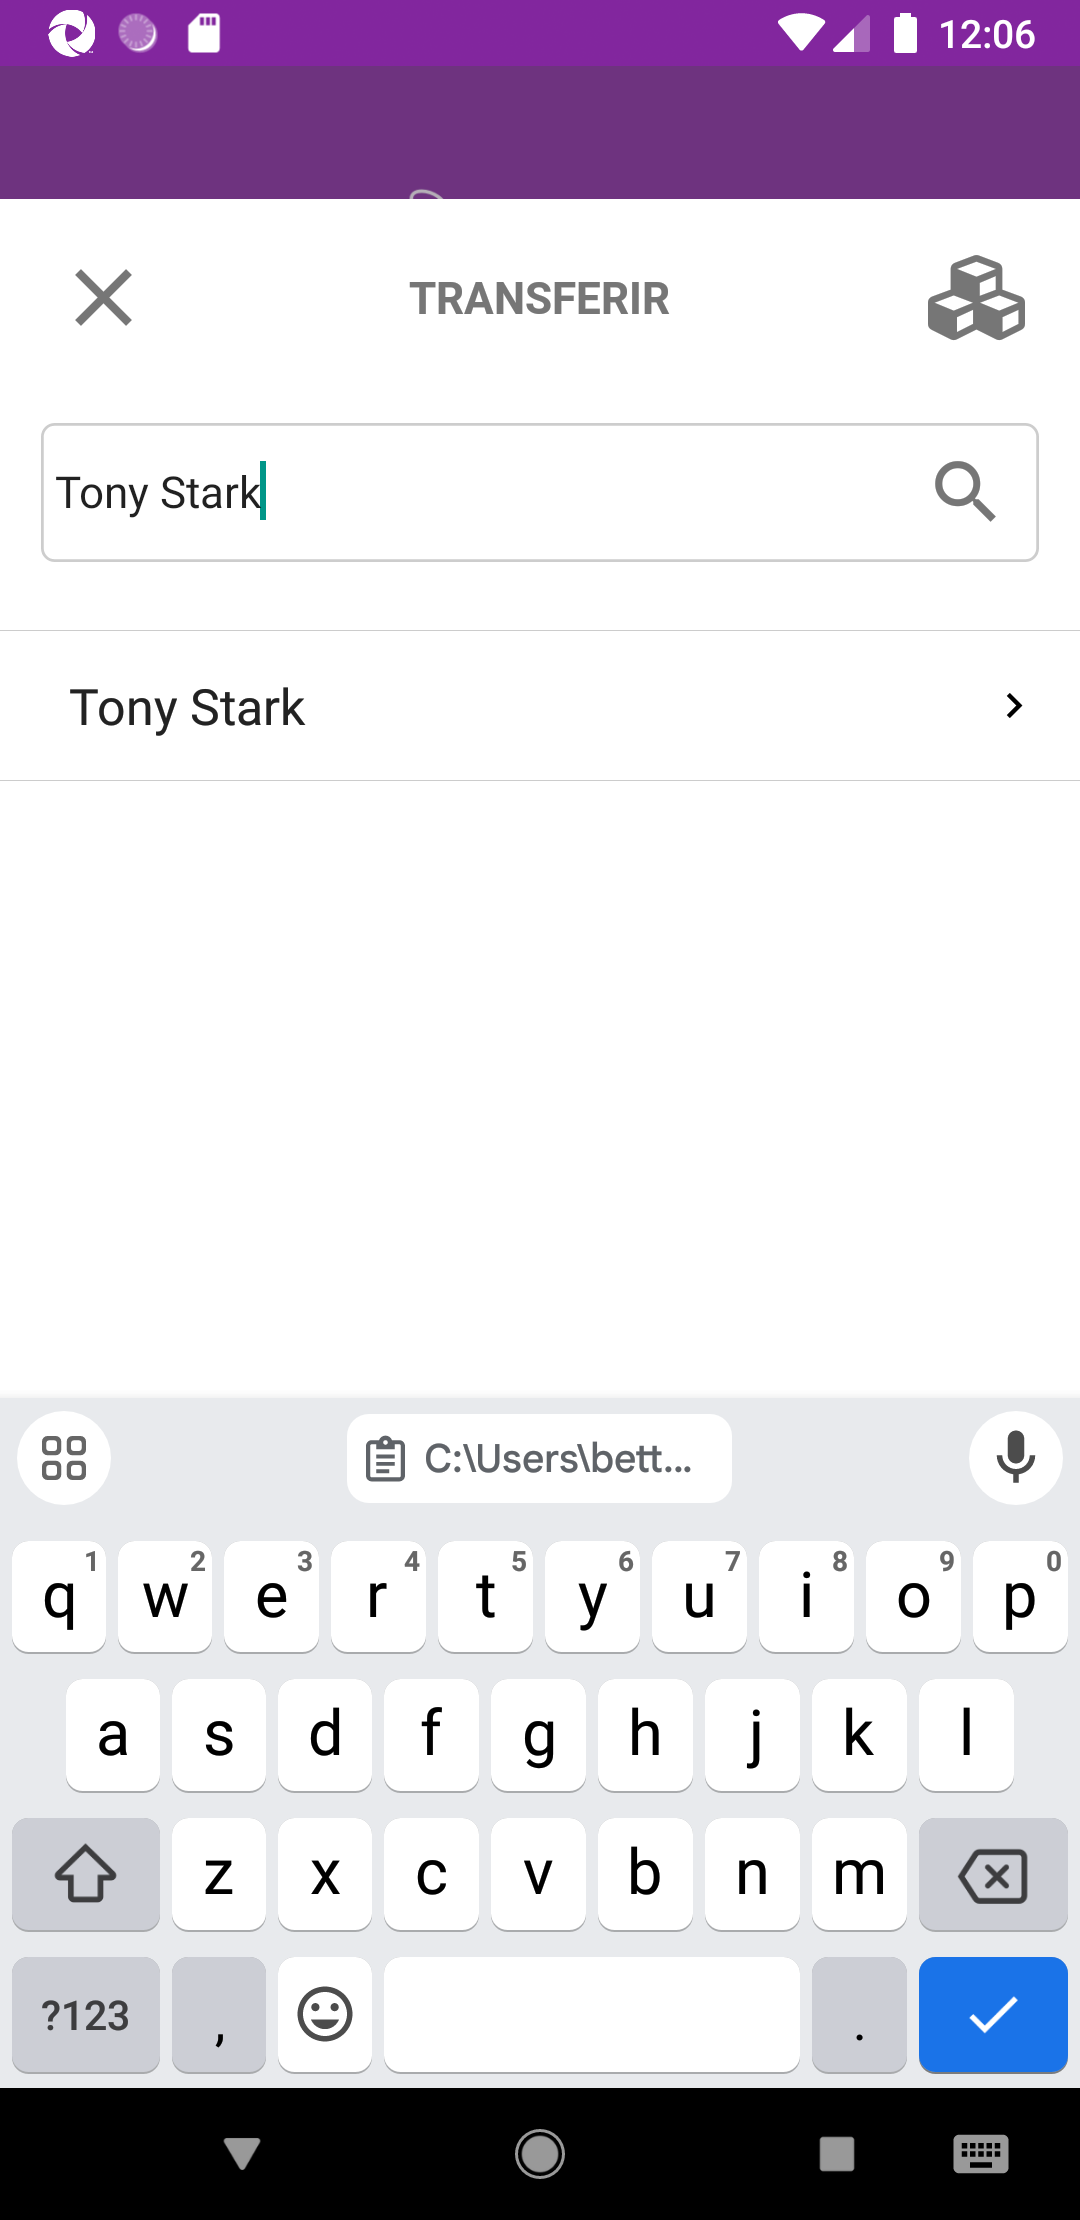 12:06
TRANSFERIR
Tony Stark
Tony Stark
C:\Users\bett...
q 1 w 2 e 3 r 4 t 5 y 6 u 7 i 8 o 9 p 0
a s d f g h j k l
z x c v b n m
?123 , .